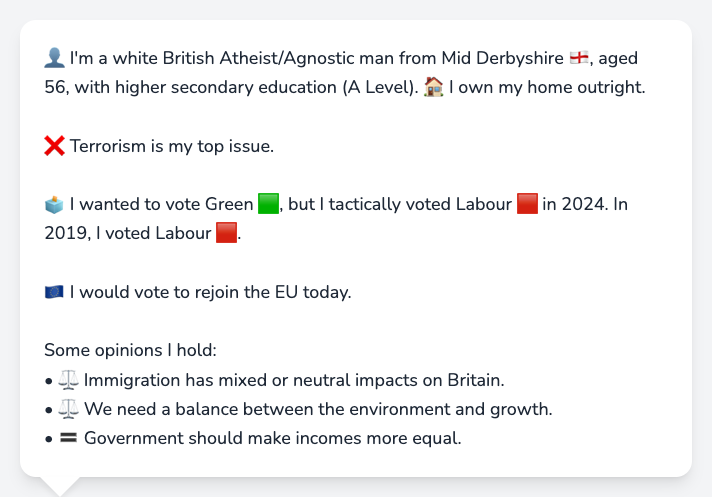 👤 I'm a white British Atheist/Agnostic man from Mid Derbyshire 🏴󠁧󠁢󠁥󠁮󠁧󠁿, aged
56, with higher secondary education (A Level). 🏠 I own my home outright.
❌ Terrorism is my top issue.
🗳️ I wanted to vote Green 🟩, but I tactically voted Labour 🟥 in 2024. In
2019, I voted Labour 🟥.
🇪🇺 I would vote to rejoin the EU today.
Some opinions I hold:
• ⚖️ Immigration has mixed or neutral impacts on Britain.
• ⚖️ We need a balance between the environment and growth.
• 🟰 Government should make incomes more equal.